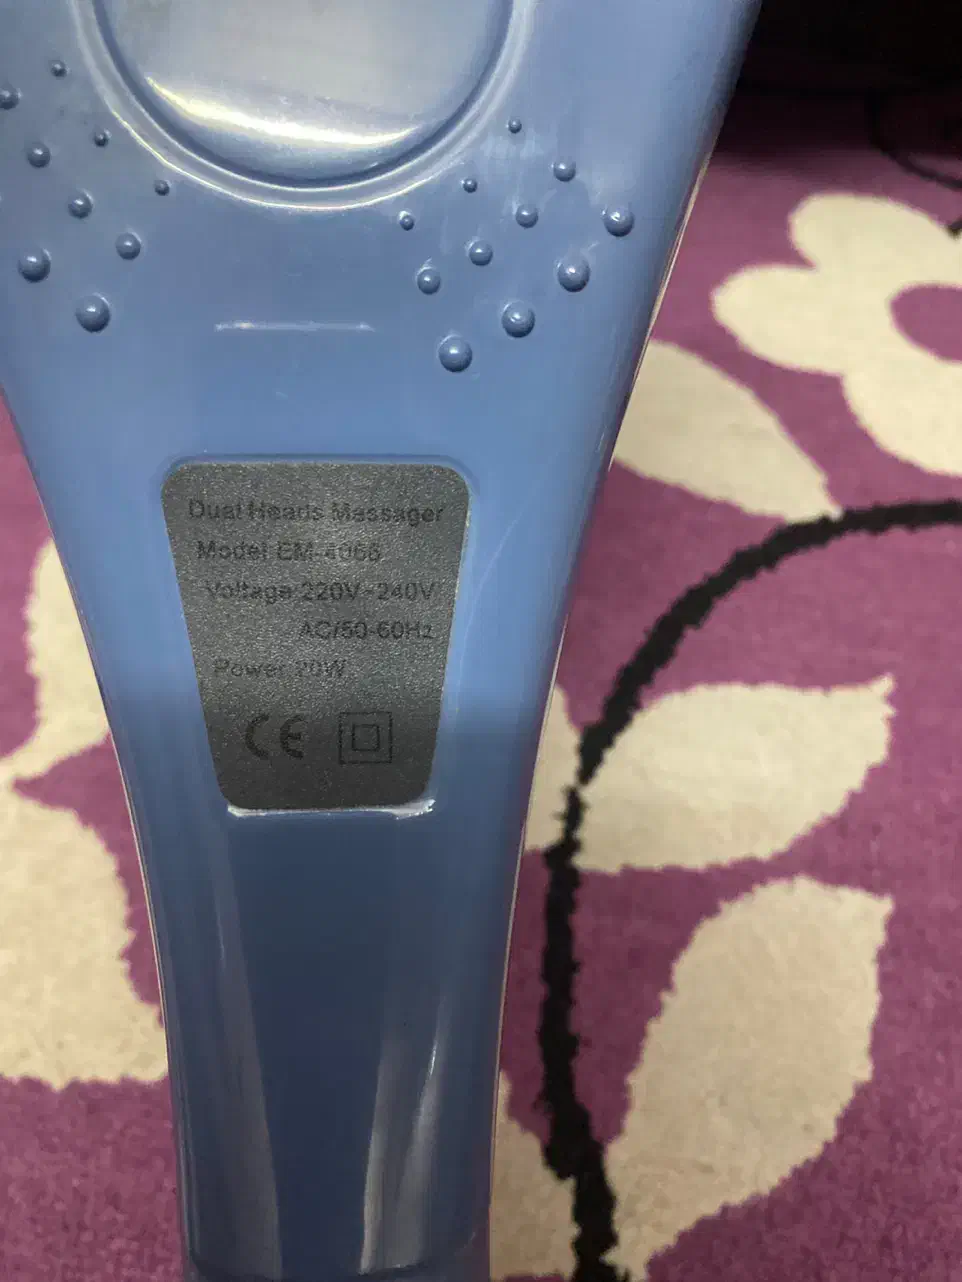 Dual Heads Massager
Model EM-4066
Voltage 220V~240V
AC/50-60Hz
Power 20W
CE